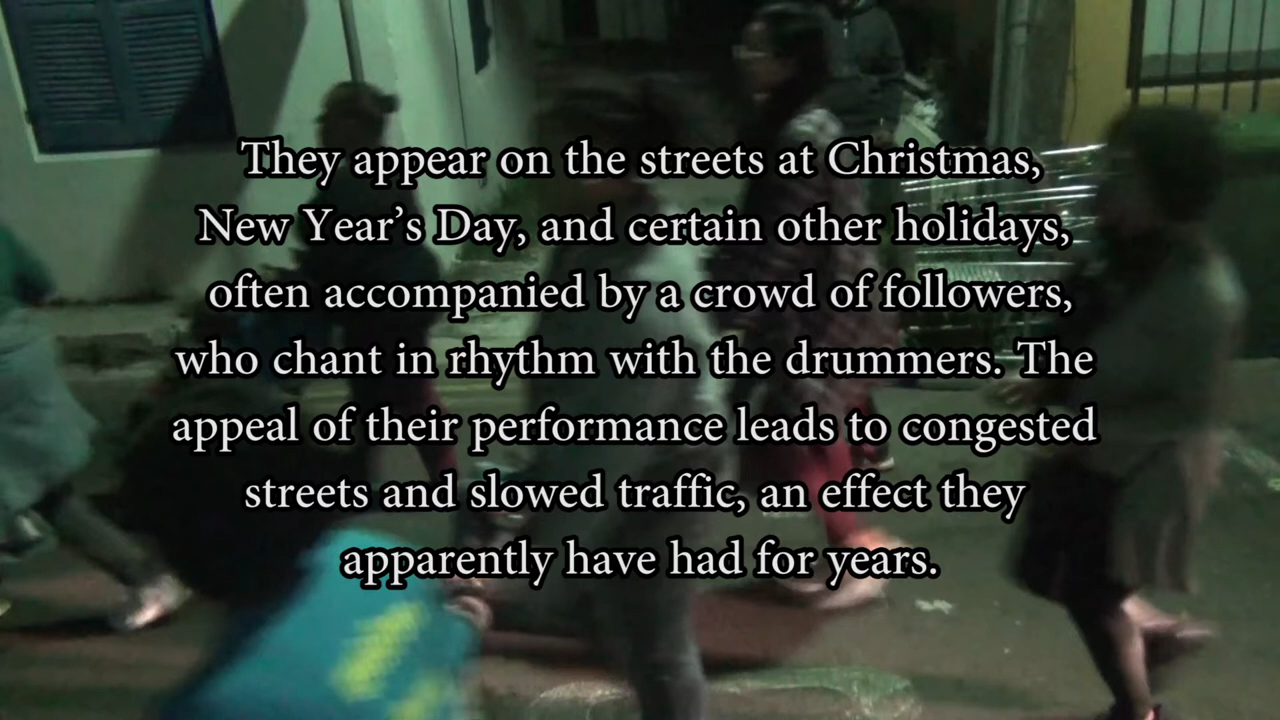 They appear on the streets at Christmas,
New Year’s Day, and certain other holidays,
often accompanied by a crowd of followers,
who chant in rhythm with the drummers. The
appeal of their performance leads to congested
streets and slowed traffic, an effect they
apparently have had for years.